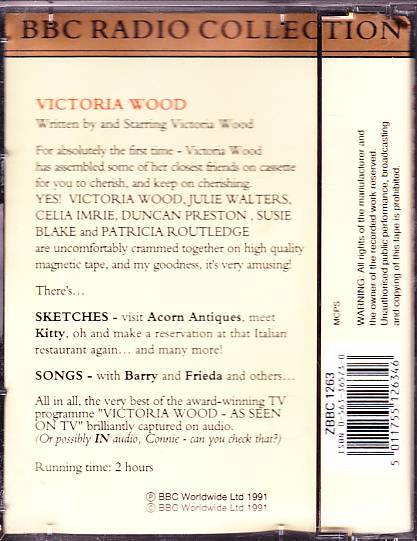 BBC RADIO COLLECTION
VICTORIA WOOD
Written by and Starring Victoria Wood
For absolutely the first time - Victoria Wood
has assembled some of her closest friends on cassette
for you to cherish, and keep on cherishing.
YES! VICTORIA WOOD, JULIE WALTERS,
CELIA IMRIE, DUNCAN PRESTON , SUSIE
BLAKE and PATRICIA ROUTLEDGE
are uncomfortably crammed together on high quality
magnetic tape, and my goodness, it's very amusing!
There's...
SKETCHES - visit Acorn Antiques, meet
Kitty, oh and make a reservation at that Italian
restaurant again... and many more!
SONGS - with Barry and Frieda and others...
All in all, the very best of the award-winning TV
programme "VICTORIA WOOD - AS SEEN
ON TV" brilliantly captured on audio.
(Or possibly IN audio, Connie - can you check that?)
Running time: 2 hours
℗ BBC Worldwide Ltd 1991
© BBC Worldwide Ltd 1991
MCPS
WARNING: All rights of the manufacturer and
the owner of the recorded work reserved.
Unauthorised public performance, broadcasting
and copying of this tape is prohibited.
ZBBC 1263
ISBN 0-563-36573-0
5 011755 126346